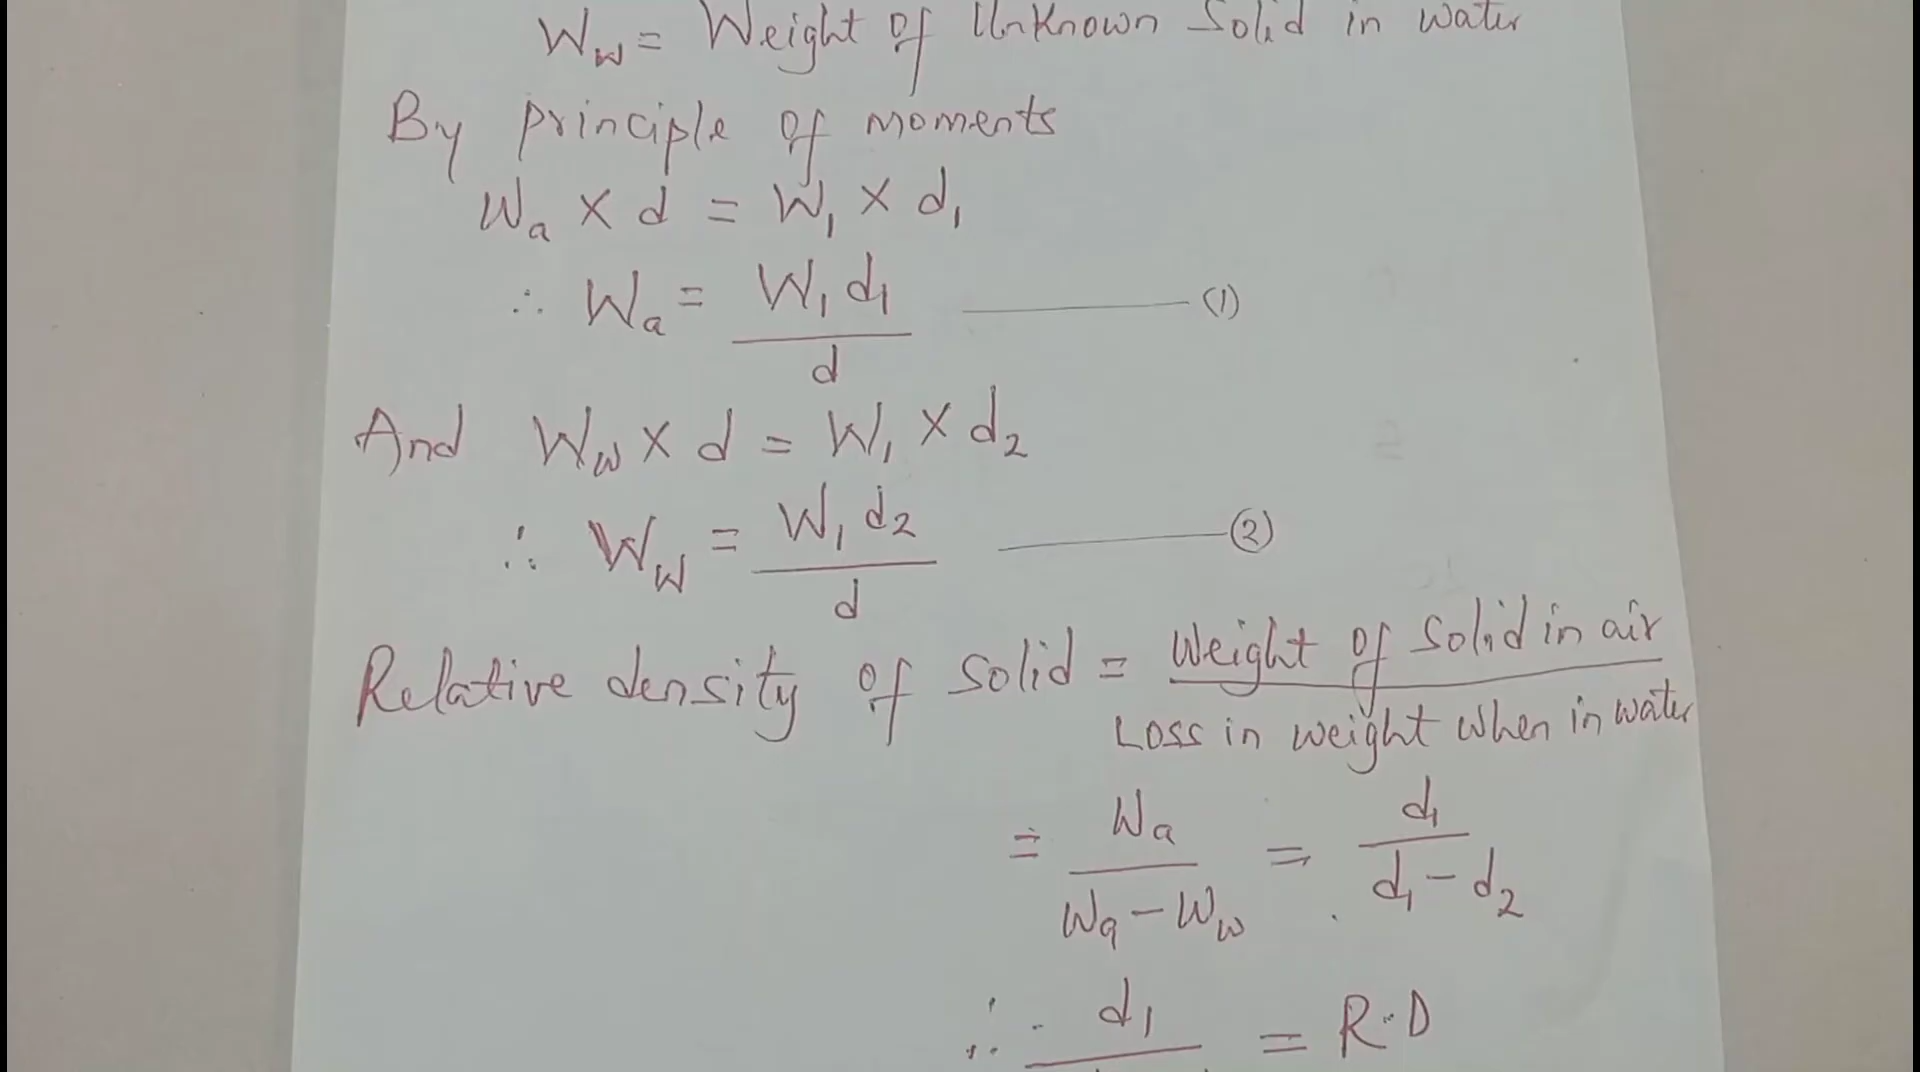 Ww = Weight of Unknown Solid in water
By principle of moments
Wa × d = W₁ × d₁
∴ Wa = W₁ d₁ / d ——— (1)
And Ww × d = W₁ × d₂
∴ Ww = W₁ d₂ / d ——— (2)
Relative density of Solid = Weight of Solid in air / Loss in weight when in water
= Wa / Wa - Ww = d₁ / d₁ - d₂
∴ d₁ = R.D